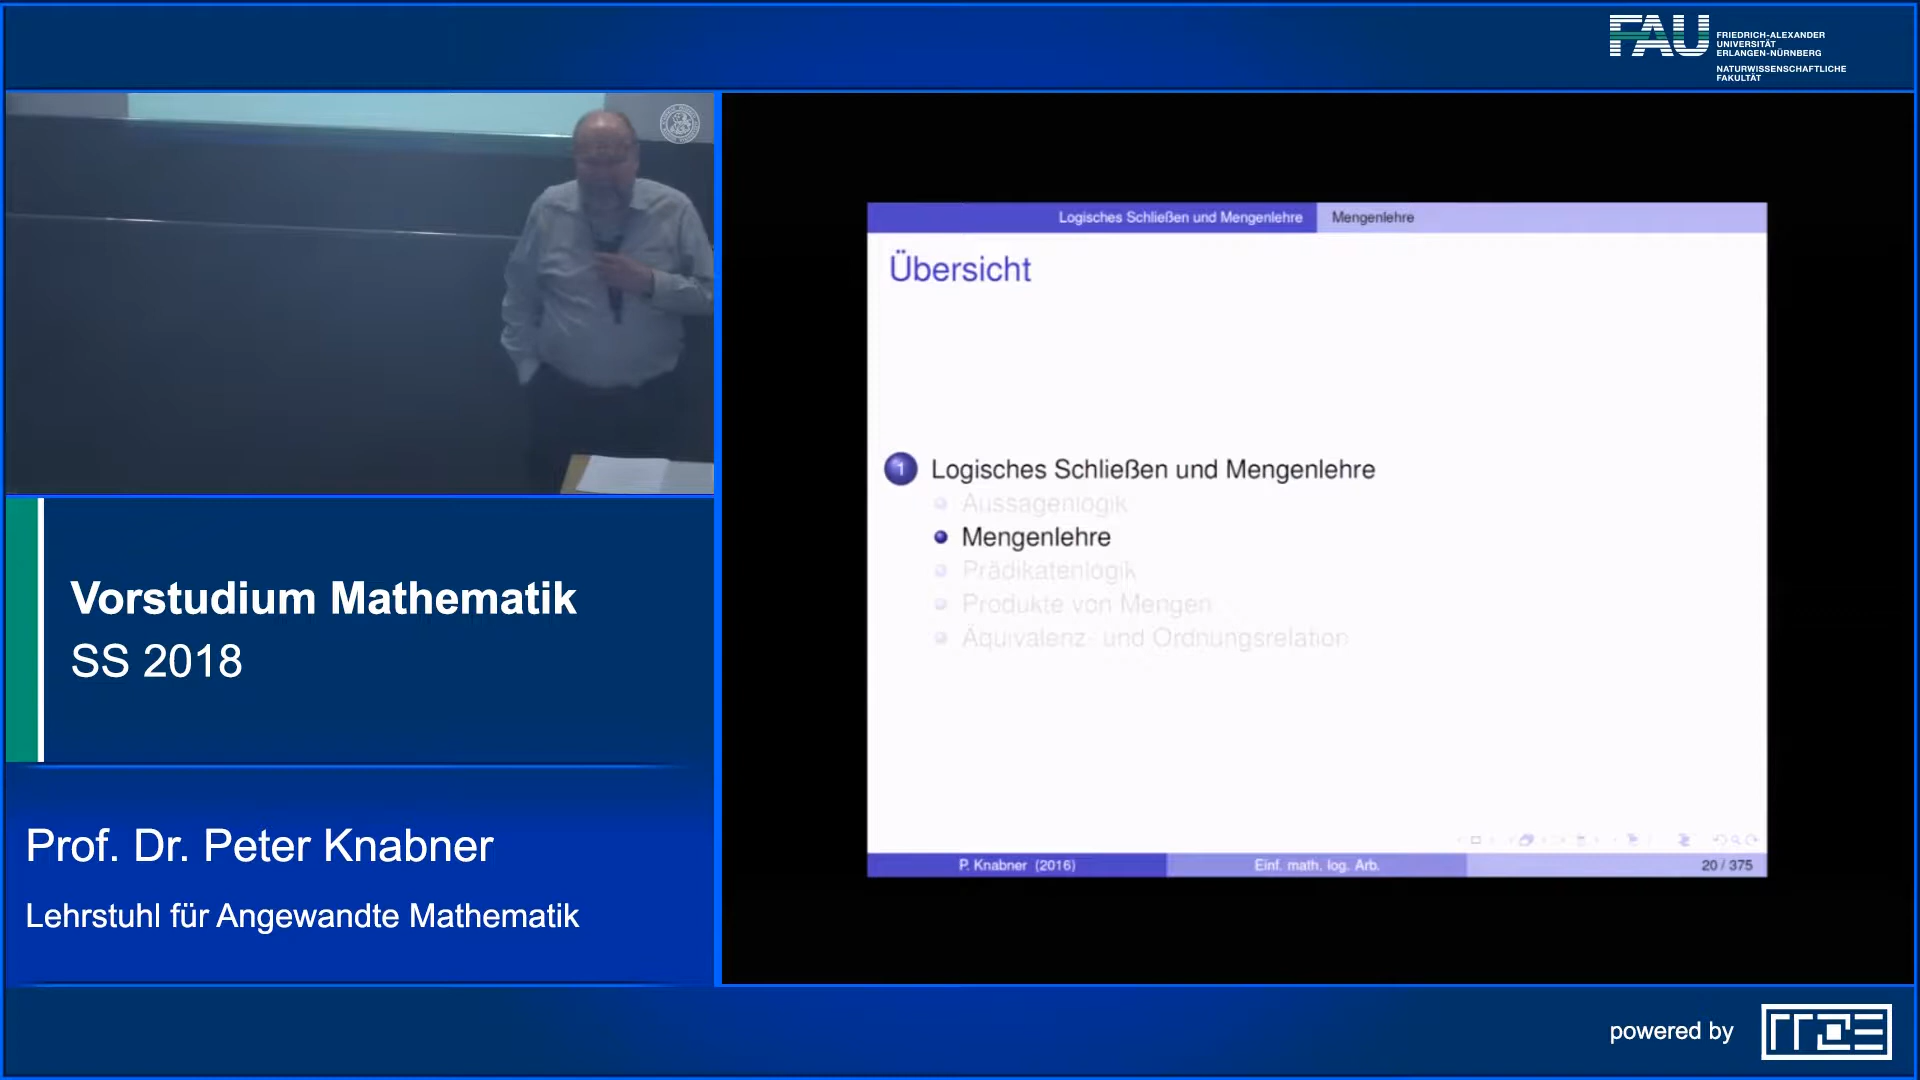 FAU
FRIEDRICH-ALEXANDER
UNIVERSITÄT
ERLANGEN-NÜRNBERG
NATURWISSENSCHAFTLICHE
FAKULTÄT
Logisches Schließen und Mengenlehre
Mengenlehre
Übersicht
1 Logisches Schließen und Mengenlehre
Aussagenlogik
Mengenlehre
Prädikatenlogik
Produkte von Mengen
Äquivalenz- und Ordnungsrelation
P. Knabner (2016)
Einf. math. log. Arb.
20 / 375
Vorstudium Mathematik
SS 2018
Prof. Dr. Peter Knabner
Lehrstuhl für Angewandte Mathematik
powered by
rrze